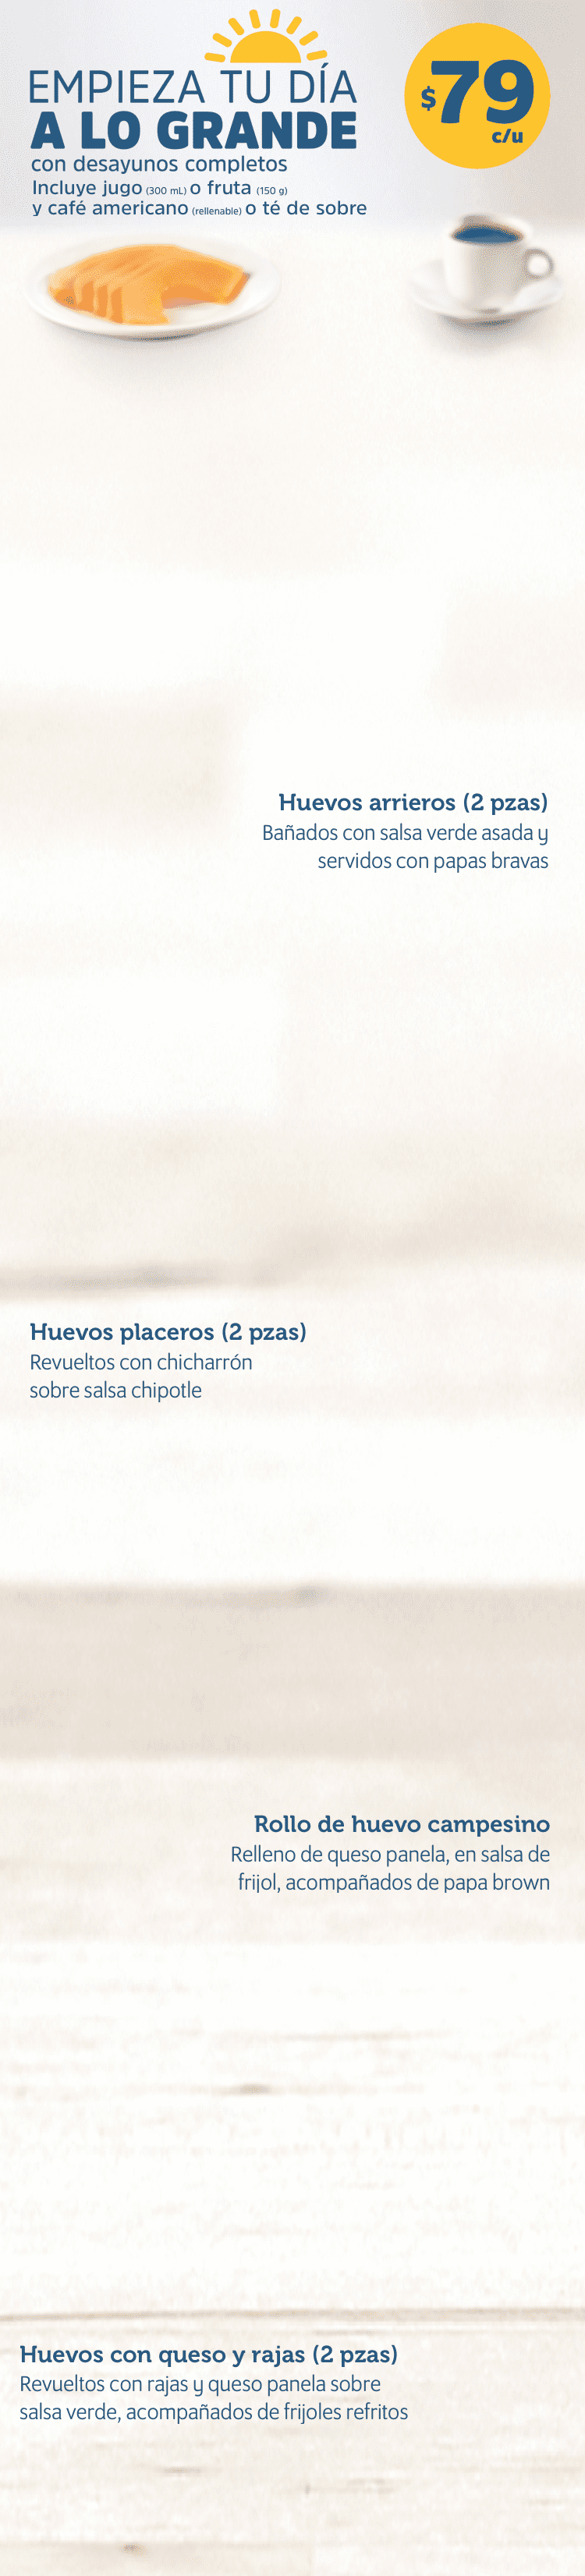 EMPIEZA TU DÍA
A LO GRANDE
con desayunos completos
Incluye jugo (300 mL) o fruta (150 g)
y café americano (rellenable) o té de sobre
$79
c/u
Huevos arrieros (2 pzas)
Bañados con salsa verde asada y
servidos con papas bravas
Huevos placeros (2 pzas)
Revueltos con chicharrón
sobre salsa chipotle
Rollo de huevo campesino
Relleno de queso panela, en salsa de
frijol, acompañados de papa brown
Huevos con queso y rajas (2 pzas)
Revueltos con rajas y queso panela sobre
salsa verde, acompañados de frijoles refritos